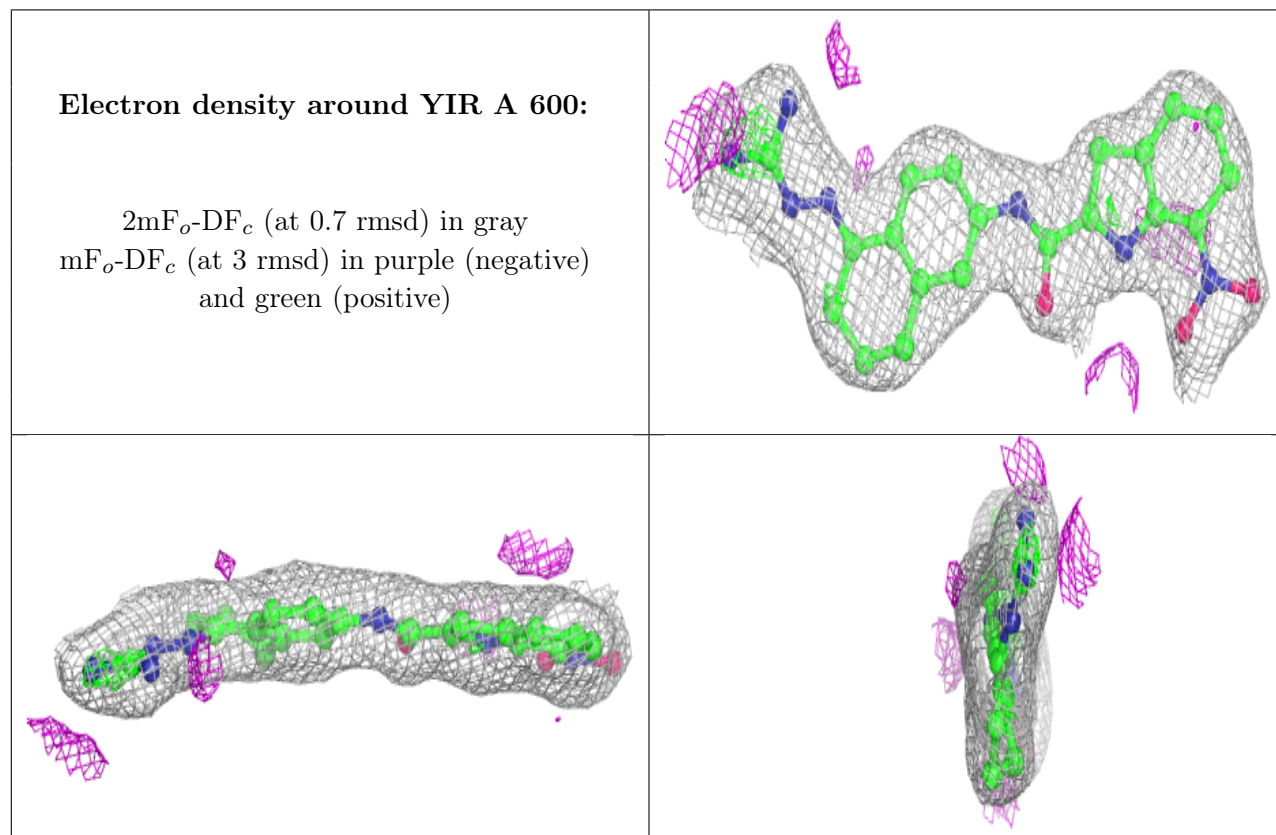 Electron density around YIR A 600:
2mFo-DFc (at 0.7 rmsd) in gray
mFo-DFc (at 3 rmsd) in purple (negative)
and green (positive)